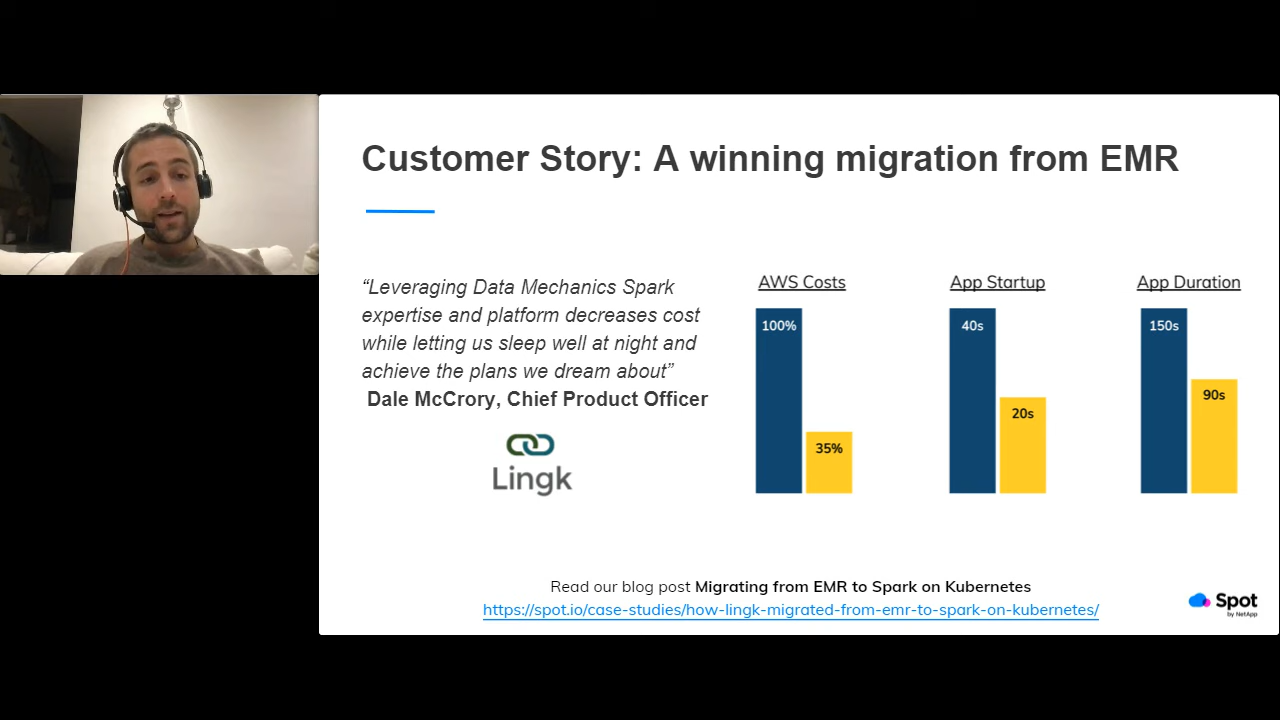 Customer Story: A winning migration from EMR
“Leveraging Data Mechanics Spark
expertise and platform decreases cost
while letting us sleep well at night and
achieve the plans we dream about”
Dale McCrory, Chief Product Officer
Lingk
AWS Costs
100%
35%
App Startup
40s
20s
App Duration
150s
90s
Read our blog post Migrating from EMR to Spark on Kubernetes
https://spot.io/case-studies/how-lingk-migrated-from-emr-to-spark-on-kubernetes/
Spot
by NetApp